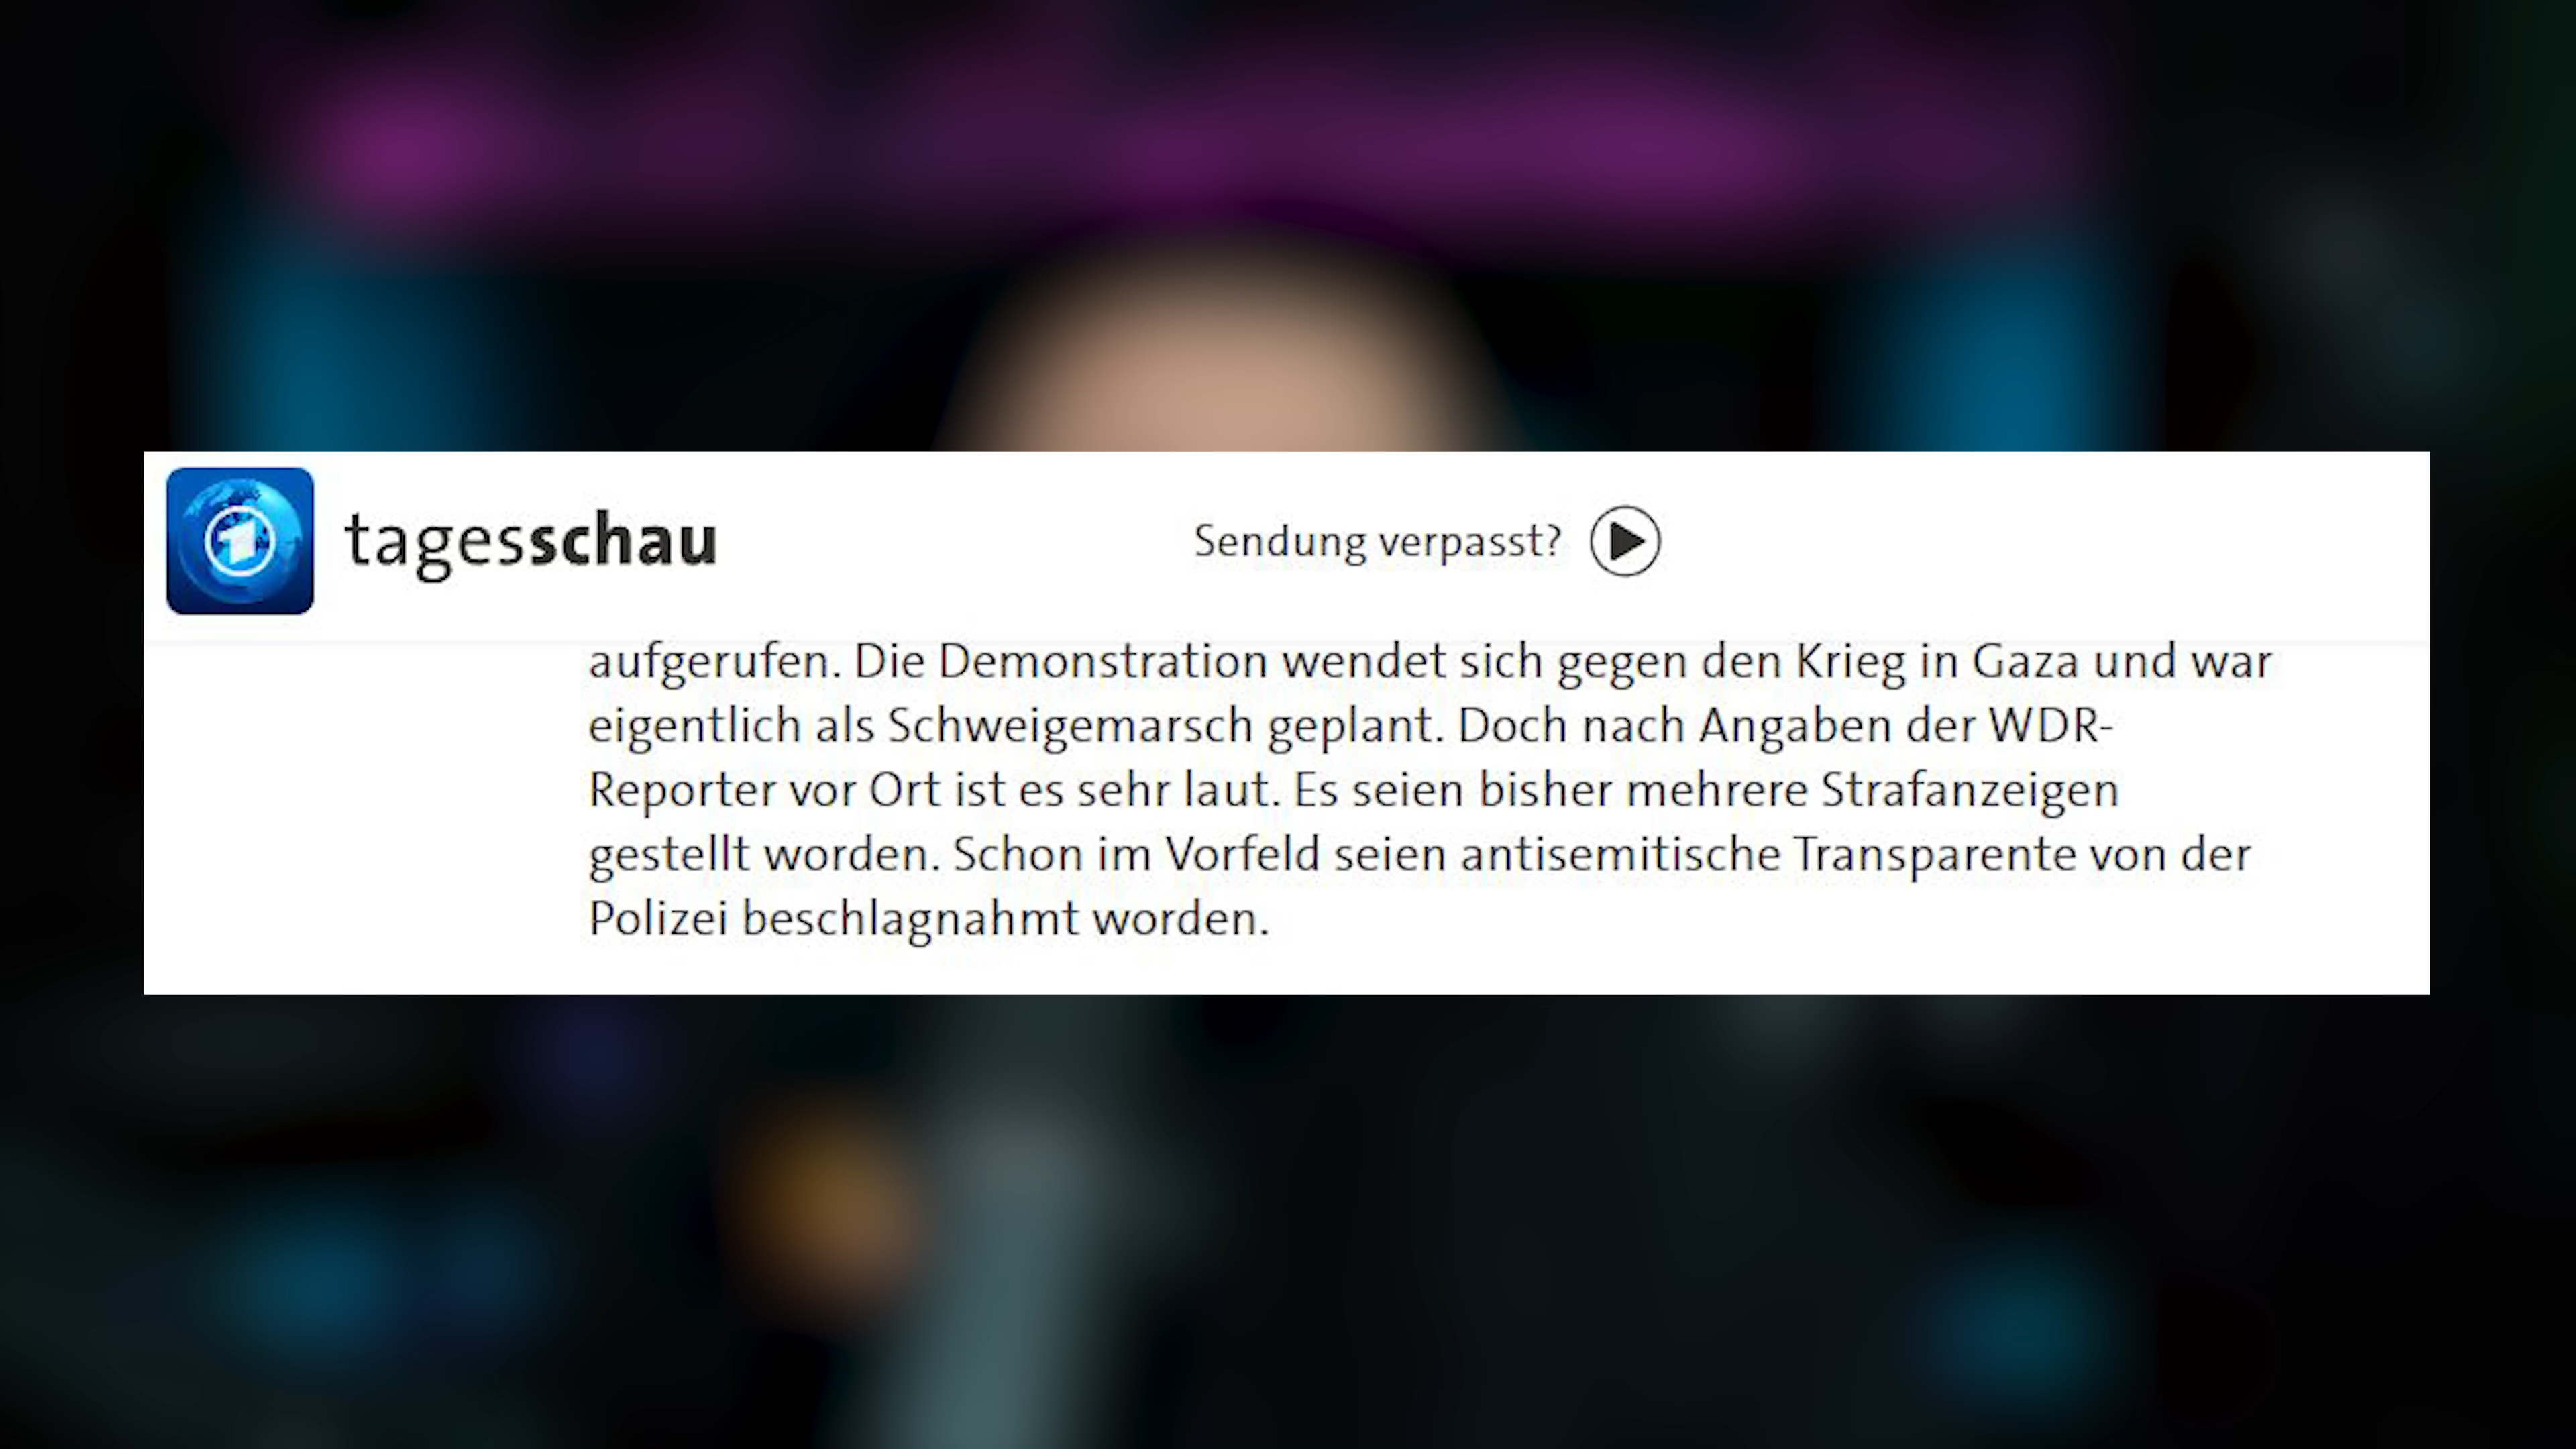 tagesschau
Sendung verpasst?
aufgerufen. Die Demonstration wendet sich gegen den Krieg in Gaza und war
eigentlich als Schweigemarsch geplant. Doch nach Angaben der WDR-
Reporter vor Ort ist es sehr laut. Es seien bisher mehrere Strafanzeigen
gestellt worden. Schon im Vorfeld seien antisemitische Transparente von der
Polizei beschlagnahmt worden.